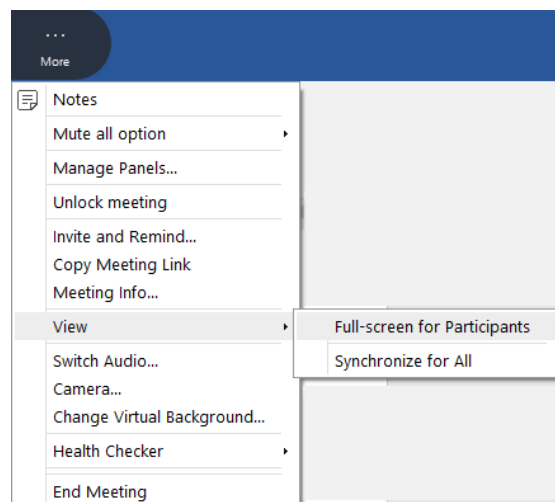 ...
More
Notes
Mute all option
Manage Panels...
Unlock meeting
Invite and Remind...
Copy Meeting Link
Meeting Info...
View
Full-screen for Participants
Synchronize for All
Switch Audio...
Camera...
Change Virtual Background...
Health Checker
End Meeting